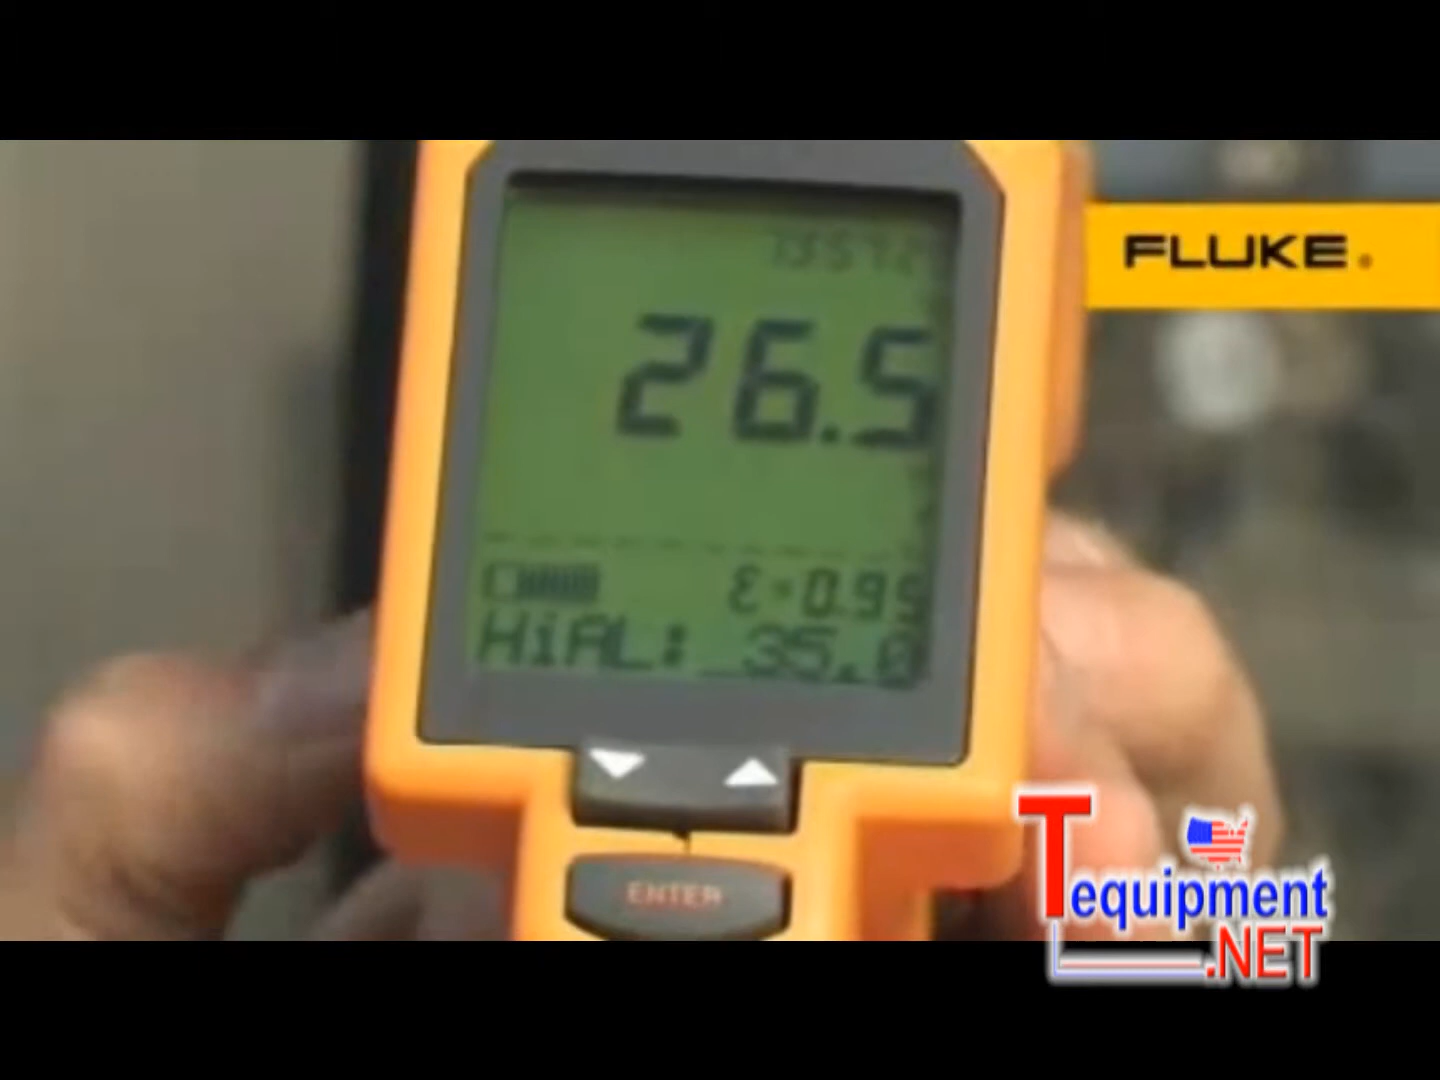 26.5
ε=0.95
HiAL: 35.0
ENTER
FLUKE®
Tequipment
.NET